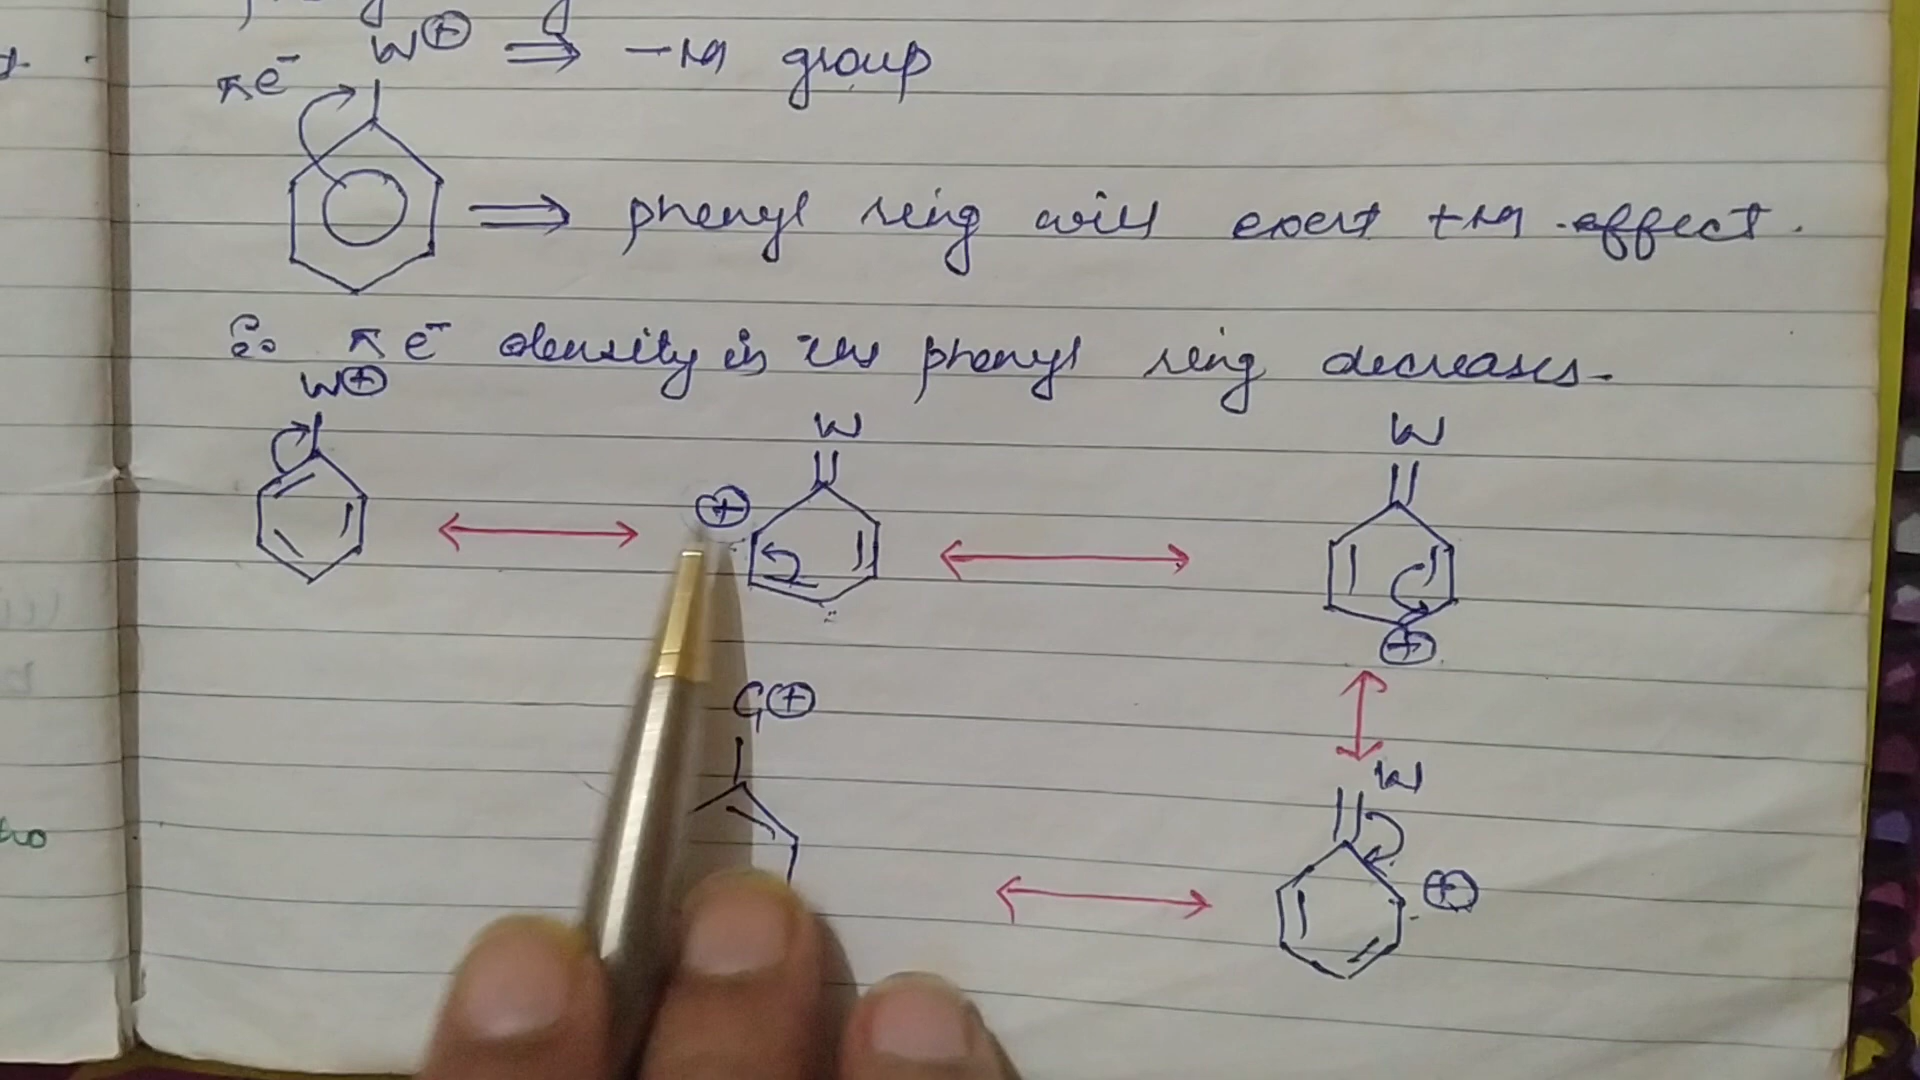 W⊕ ⇒ -M group
πe⁻
⇒ phenyl ring will exert +M effect.
So πe⁻ density in the phenyl ring decreases.
W⊕
W
W
⊕
⊕
G⊕
W
⊕